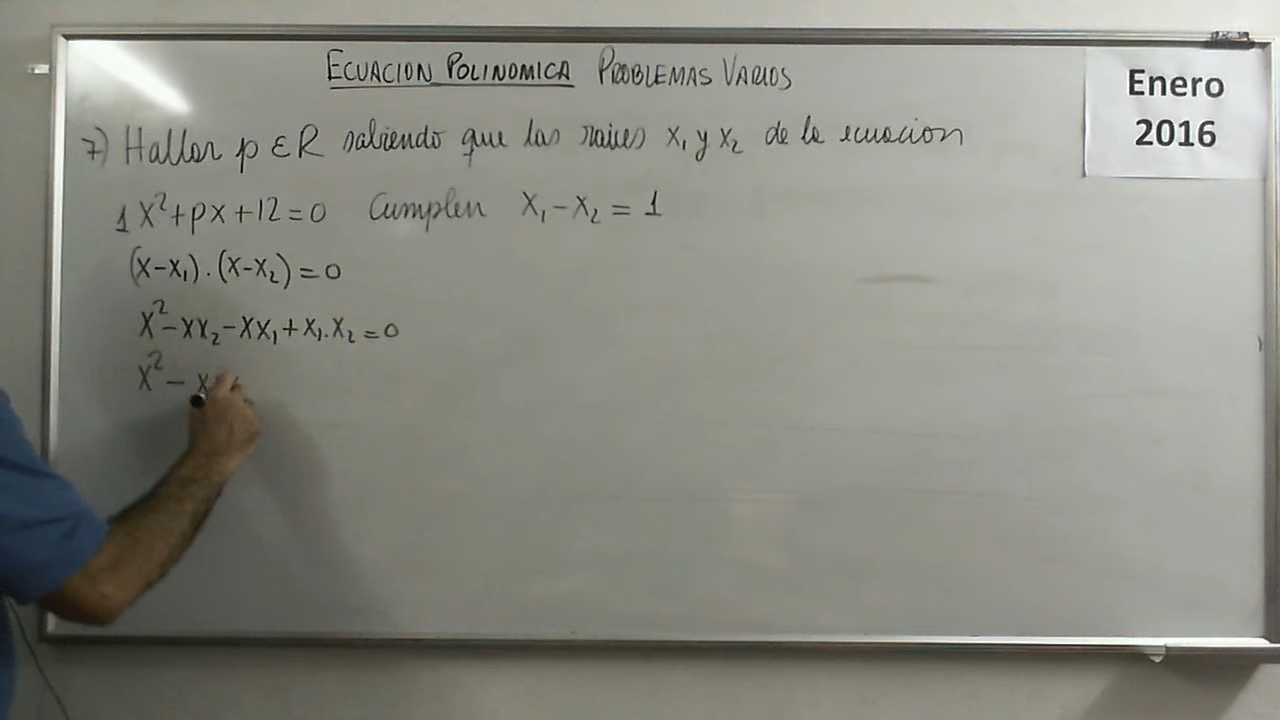 ECUACION POLINOMICA PROBLEMAS VARIOS
Enero
2016
7) Hallar p ∈ R sabiendo que las raices x₁ y x₂ de la ecuacion
1x²+px+12=0 Cumplen x₁-x₂=1
(x-x₁).(x-x₂)=0
x²-xx₂-xx₁+x₁.x₂=0
x²-x